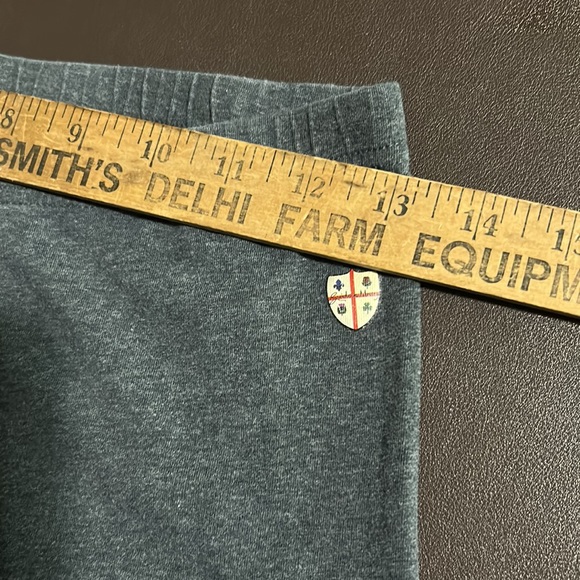 8 9 10 11 12 13 14 15
SMITH'S DELHI FARM EQUIPM